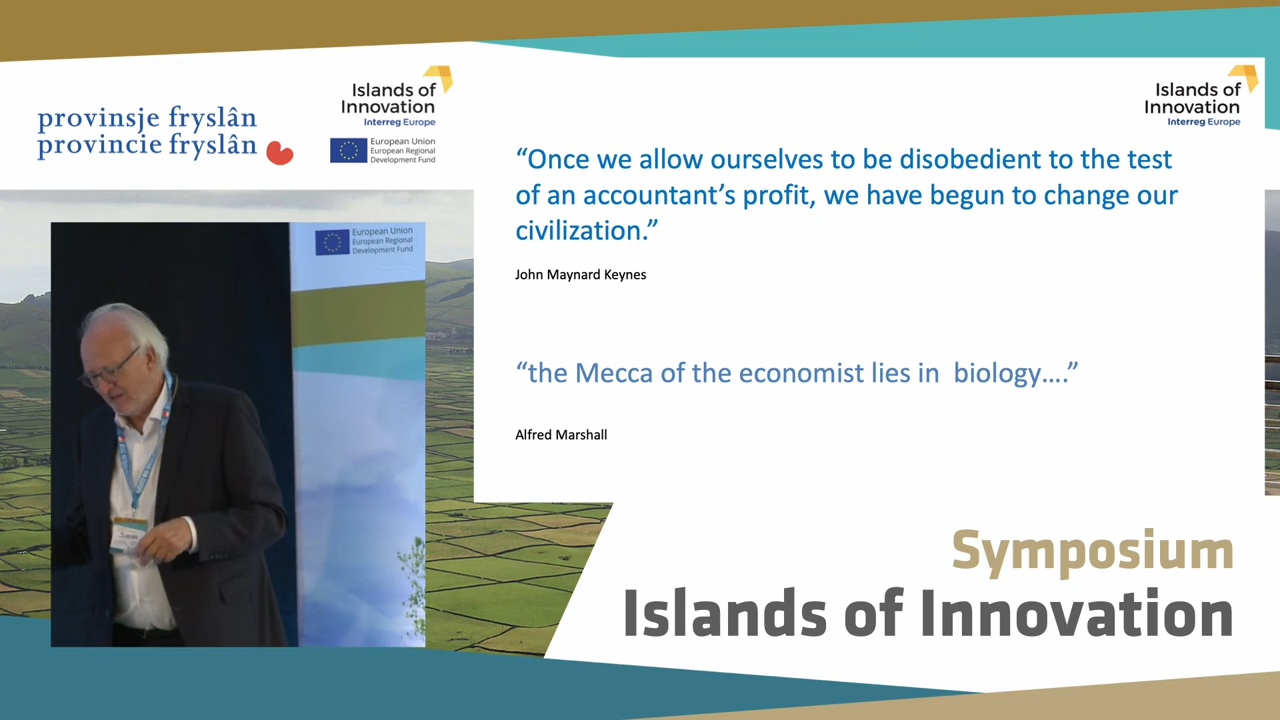 provinsje fryslân
provincie fryslân
Islands of
Innovation
Interreg Europe
European Union
European Regional
Development Fund
Islands of
Innovation
Interreg Europe
“Once we allow ourselves to be disobedient to the test
of an accountant’s profit, we have begun to change our
civilization.”
John Maynard Keynes
“the Mecca of the economist lies in  biology....”
Alfred Marshall
European Union
European Regional
Development Fund
Symposium
Islands of Innovation